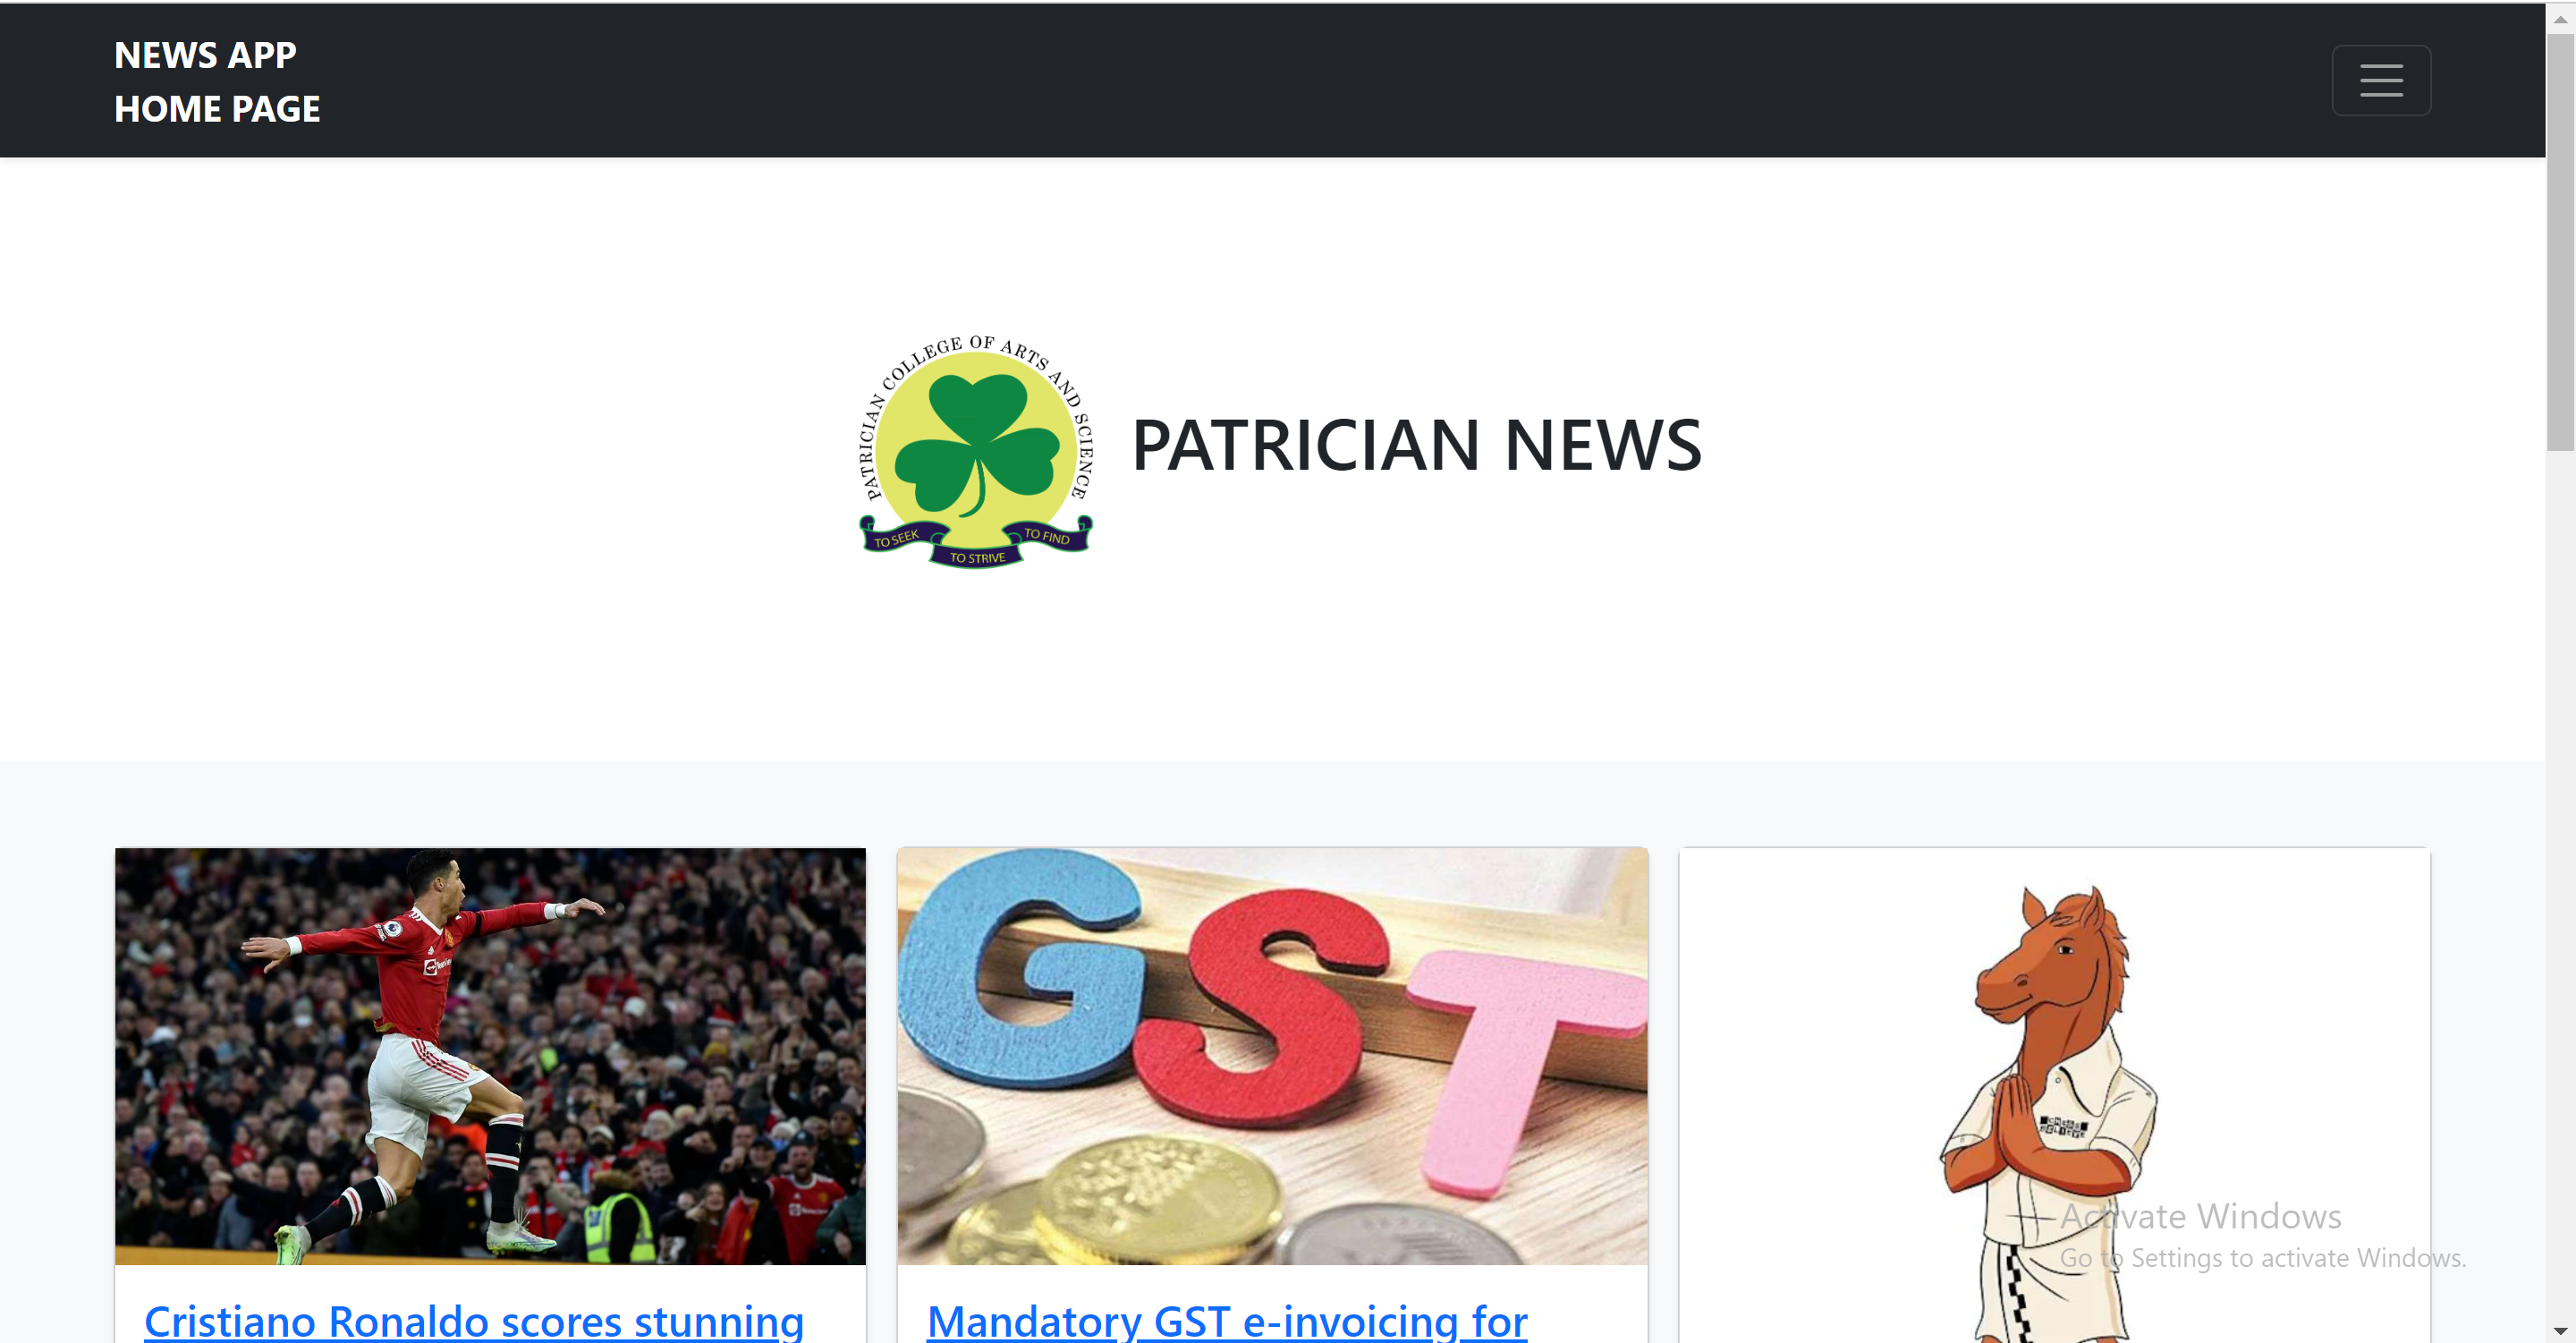 NEWS APP
HOME PAGE
PATRICIAN COLLEGE OF ARTS AND SCIENCE
TO SEEK
TO STRIVE
TO FIND
PATRICIAN NEWS
GST
Activate Windows
Go to Settings to activate Windows.
Cristiano Ronaldo scores stunning
Mandatory GST e-invoicing for